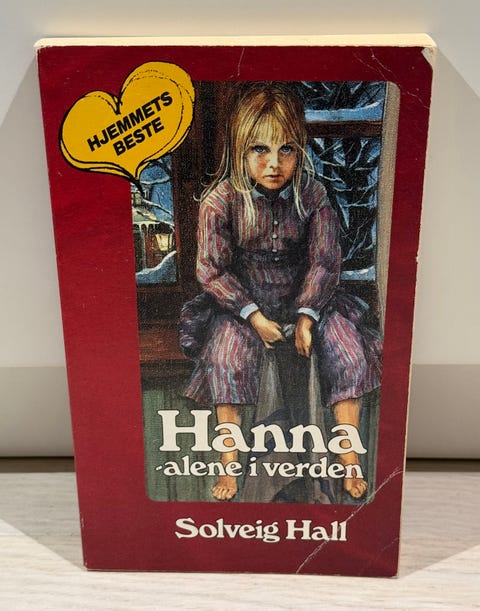 HJEMMETS
BESTE
Hanna
-alene i verden
Solveig Hall